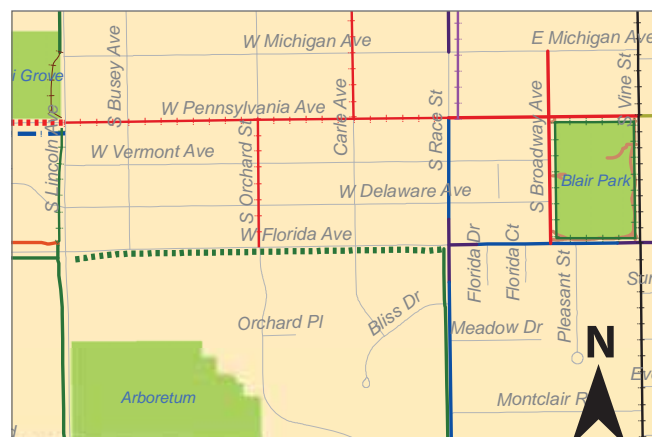 W Michigan Ave
E Michigan Ave
S Busey Ave
i Grove
S Vine St
W Pennsylvania Ave
Carle Ave
S Race St
S Broadway Ave
S Lincoln Ave
S Orchard St
W Vermont Ave
W Delaware Ave
Blair Park
W Florida Ave
Florida Dr
Florida Ct
Pleasant St
Sun
Orchard Pl
Bliss Dr
Meadow Dr
N
Arboretum
Montclair R
Eve
d